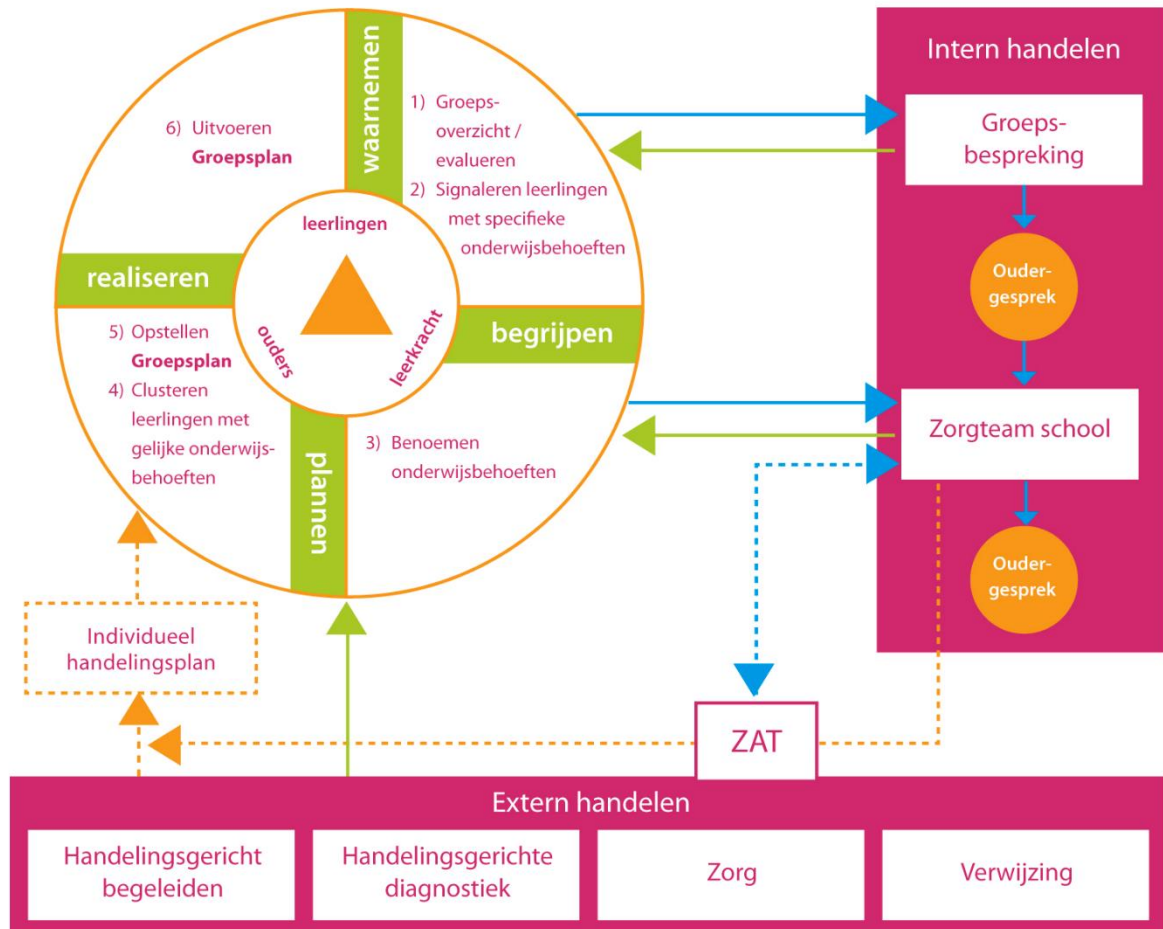 waarnemen
1) Groeps-
overzicht /
evalueren
2) Signaleren leerlingen
met specifieke
onderwijsbehoeften
begrijpen
3) Benoemen
onderwijsbehoeften
plannen
5) Opstellen
Groepsplan
4) Clusteren
leerlingen met
gelijke onderwijs-
behoeften
realiseren
6) Uitvoeren
Groepsplan
leerlingen
ouders
leerkracht
Intern handelen
Groeps-
bespreking
Ouder-
gesprek
Zorgteam school
Ouder-
gesprek
Individueel
handelingsplan
ZAT
Extern handelen
Handelingsgericht
begeleiden
Handelingsgerichte
diagnostiek
Zorg
Verwijzing